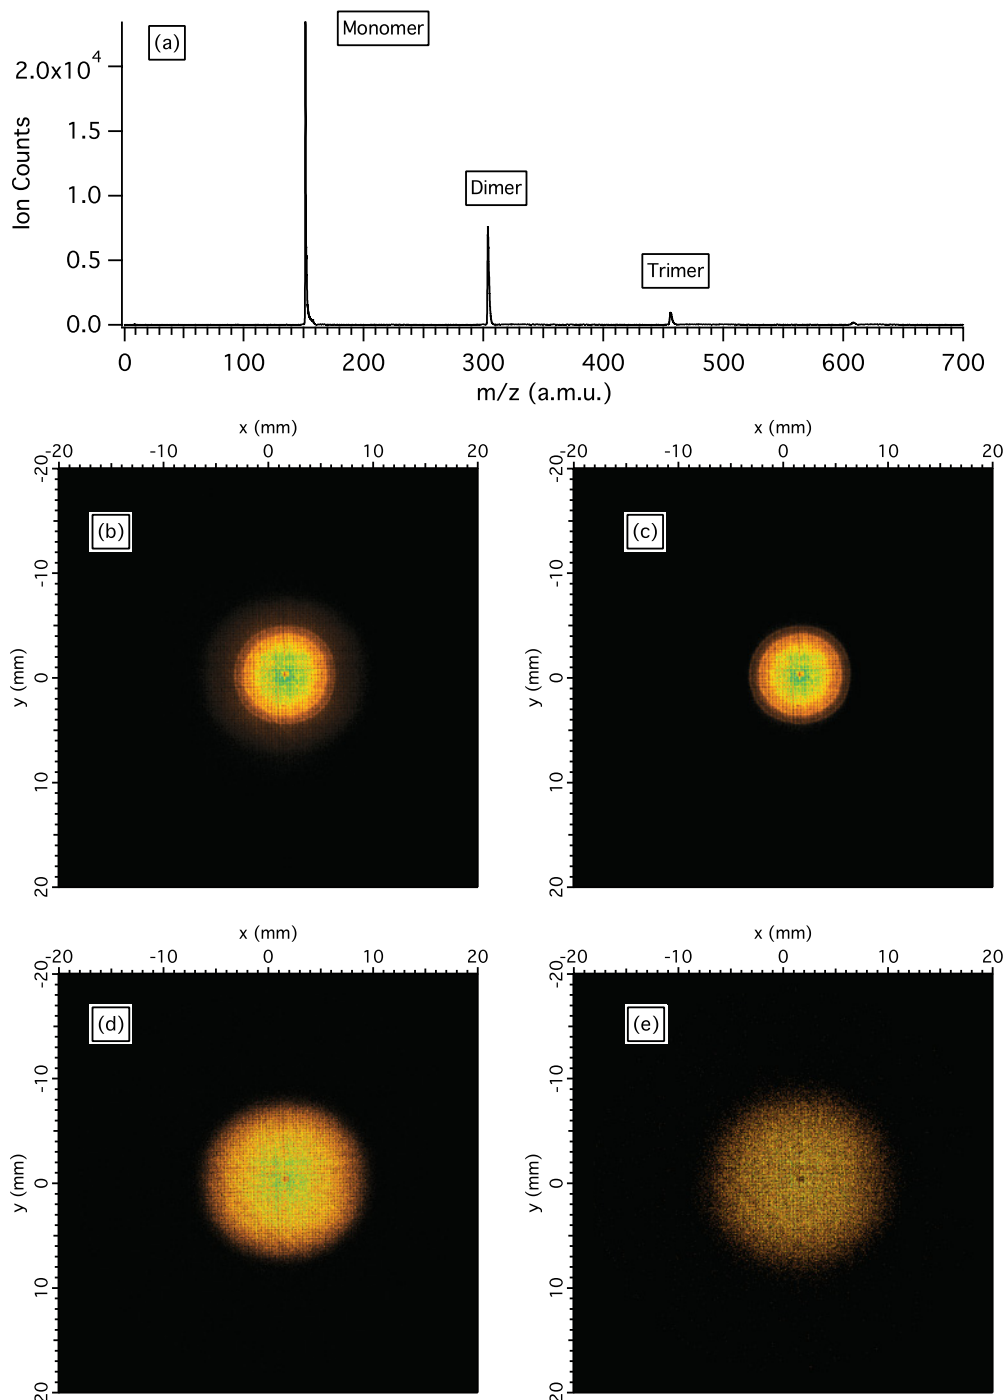 (a)
Monomer
2.0x10^4
1.5
Ion Counts
Dimer
1.0
0.5
Trimer
0.0
0 100 200 300 400 500 600 700
m/z (a.m.u.)
x (mm) x (mm)
-20 -10 0 10 20 -20 -10 0 10 20
-20 -20
(b) (c)
-10 -10
y (mm) y (mm)
0 0
10 10
20 20
x (mm) x (mm)
-20 -10 0 10 20 -20 -10 0 10 20
-20 -20
(d) (e)
-10 -10
y (mm) y (mm)
0 0
10 10
20 20